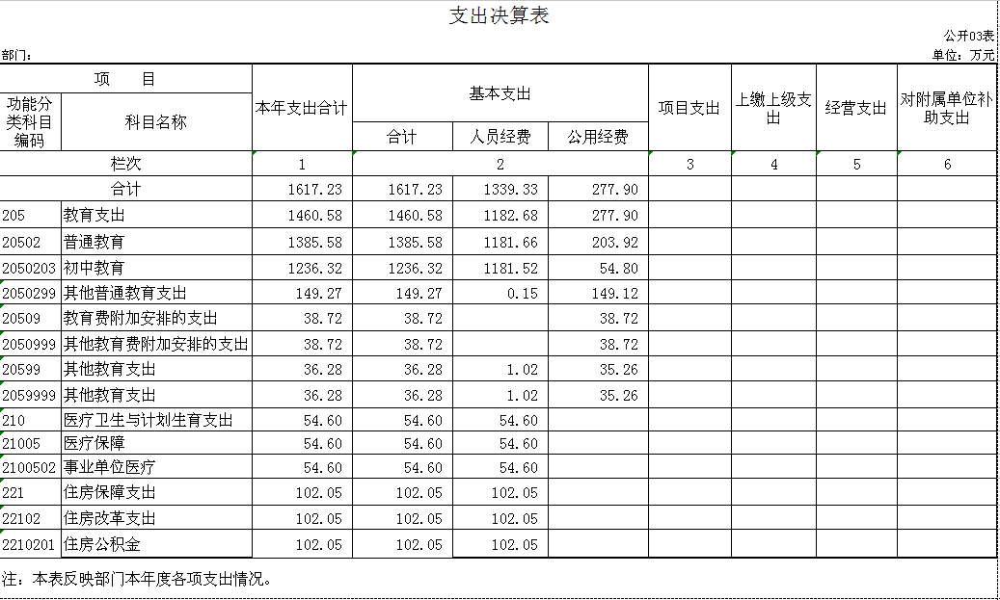 支出决算表
公开03表
部门：
单位：万元
项 目 本年支出合计 基本支出 项目支出 上缴上级支出 经营支出 对附属单位补助支出
功能分类科目编码 科目名称 合计 人员经费 公用经费
栏次 1 2 3 4 5 6
合计 1617.23 1617.23 1339.33 277.90
205 教育支出 1460.58 1460.58 1182.68 277.90
20502 普通教育 1385.58 1385.58 1181.66 203.92
2050203 初中教育 1236.32 1236.32 1181.52 54.80
2050299 其他普通教育支出 149.27 149.27 0.15 149.12
20509 教育费附加安排的支出 38.72 38.72 38.72
2050999 其他教育费附加安排的支出 38.72 38.72 38.72
20599 其他教育支出 36.28 36.28 1.02 35.26
2059999 其他教育支出 36.28 36.28 1.02 35.26
210 医疗卫生与计划生育支出 54.60 54.60 54.60
21005 医疗保障 54.60 54.60 54.60
2100502 事业单位医疗 54.60 54.60 54.60
221 住房保障支出 102.05 102.05 102.05
22102 住房改革支出 102.05 102.05 102.05
2210201 住房公积金 102.05 102.05 102.05
注：本表反映部门本年度各项支出情况。